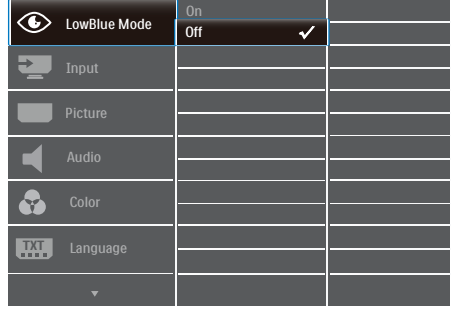 LowBlue Mode
On
Off
Input
Picture
Audio
Color
TXT
Language